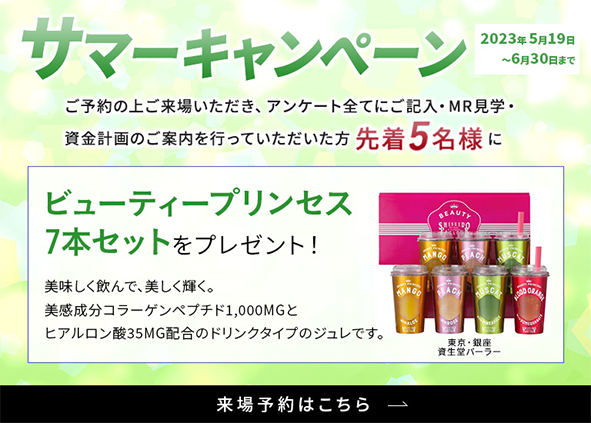 サマーキャンペーン
2023年5月19日
～6月30日まで
ご予約の上ご来場いただき、アンケート全てにご記入・MR見学・
資金計画のご案内を行っていただいた方 先着5名様に
ビューティープリンセス
7本セットをプレゼント！
美味しく飲んで、美しく輝く。
美感成分コラーゲンペプチド1,000MGと
ヒアルロン酸35MG配合のドリンクタイプのジュレです。
BEAUTY
SHISEIDO
MANGO
PEACH
MUSCAT
MANGO
PEACH
MUSCAT
BLOOD ORANGE
東京・銀座
資生堂パーラー
来場予約はこちら →